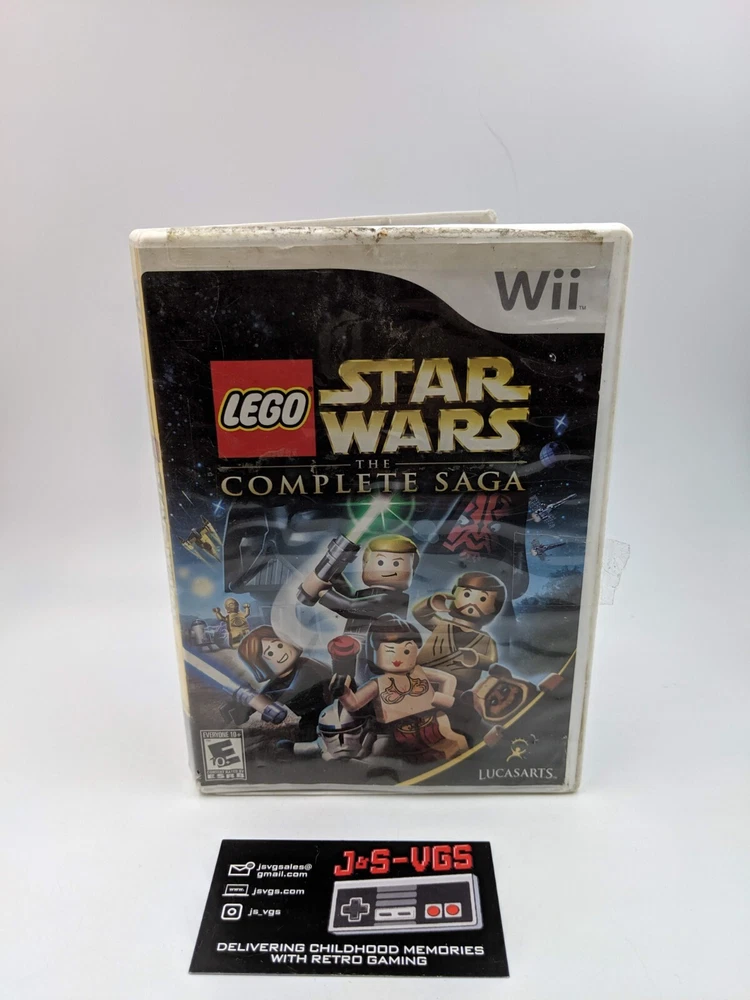 Wii
LEGO
STAR
WARS
THE
COMPLETE SAGA
EVERYONE 10+
E
10+
ESRB
LUCASARTS
J&S-VGS
jsvgsales@
gmail.com
www.
jsvgs.com
js_vgs
DELIVERING CHILDHOOD MEMORIES
WITH RETRO GAMING